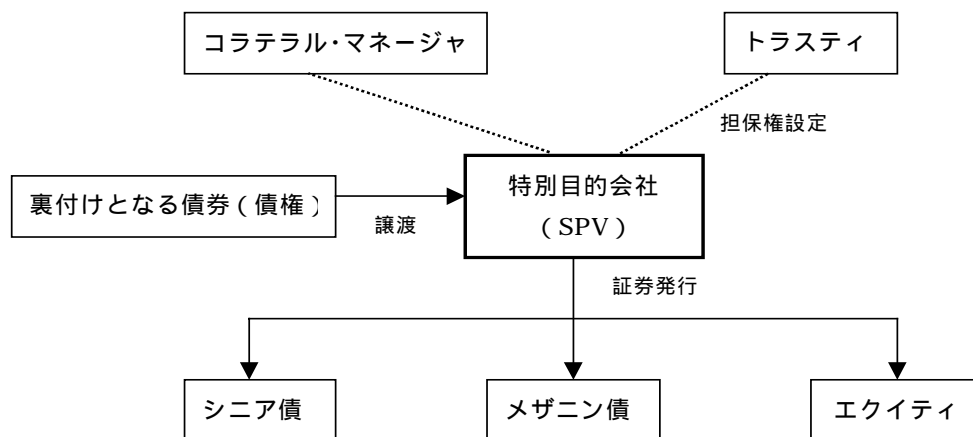 コラテラル・マネージャ
トラスティ
担保権設定
裏付けとなる債券(債権)
譲渡
特別目的会社
(SPV)
証券発行
シニア債
メザニン債
エクイティ